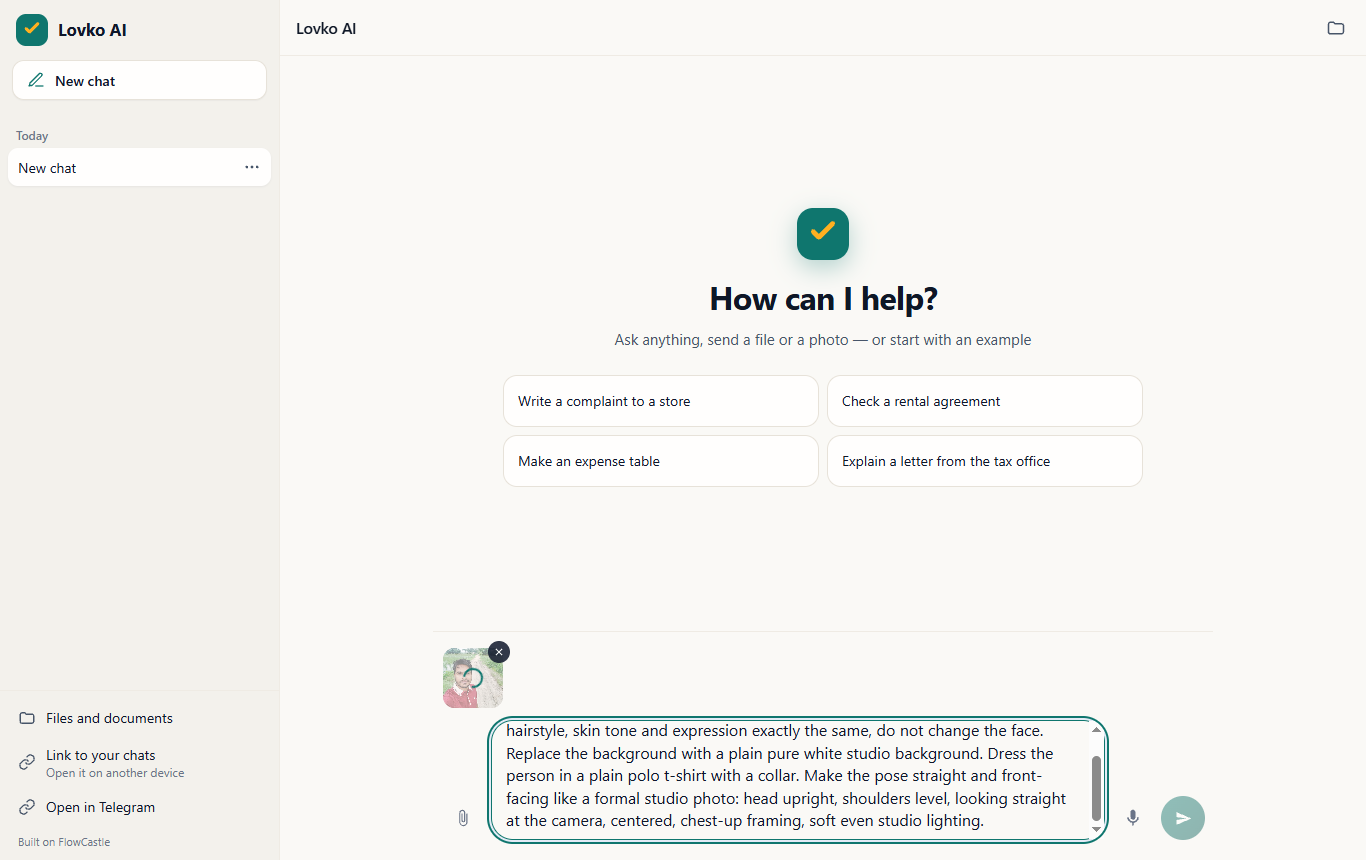 Lovko AI
New chat
Today
New chat
Files and documents
Link to your chats
Open it on another device
Open in Telegram
Built on FlowCastle
Lovko AI
How can I help?
Ask anything, send a file or a photo — or start with an example
Write a complaint to a store
Check a rental agreement
Make an expense table
Explain a letter from the tax office
hairstyle, skin tone and expression exactly the same, do not change the face.
Replace the background with a plain pure white studio background. Dress the
person in a plain polo t-shirt with a collar. Make the pose straight and front-
facing like a formal studio photo: head upright, shoulders level, looking straight
at the camera, centered, chest-up framing, soft even studio lighting.